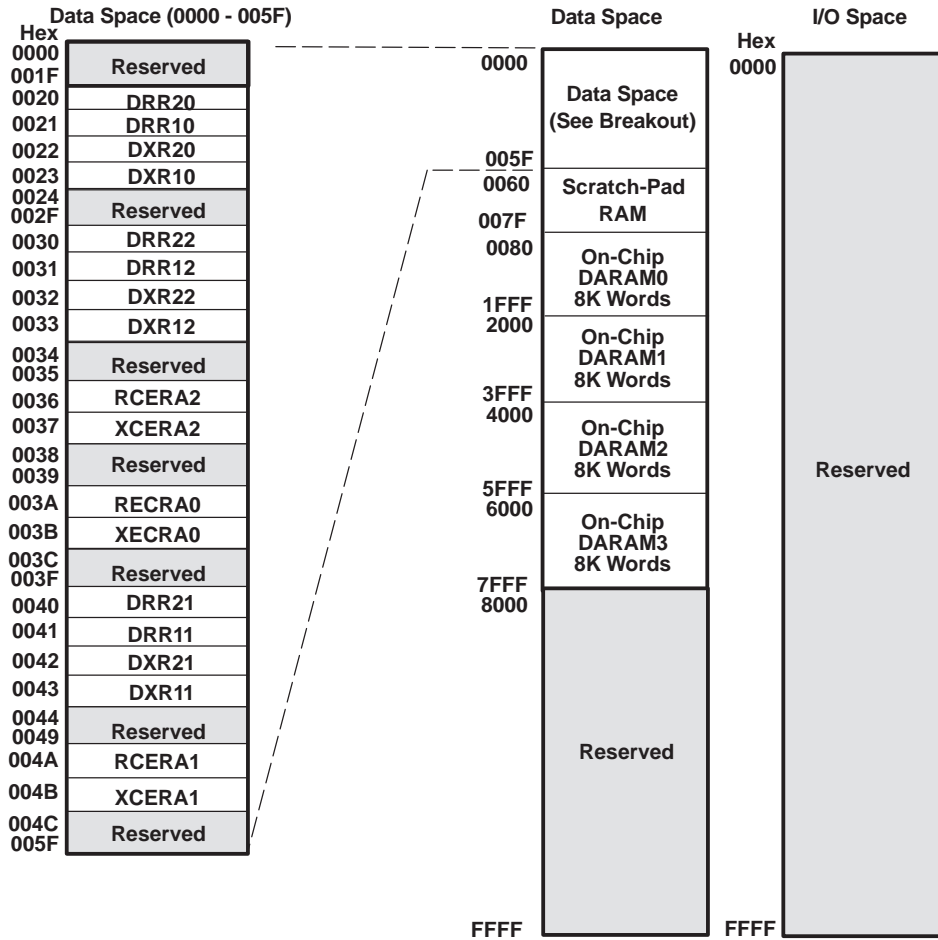 Data Space (0000 - 005F)
Hex
0000
001F
Reserved
0020
DRR20
0021
DRR10
0022
DXR20
0023
DXR10
0024
002F
Reserved
0030
DRR22
0031
DRR12
0032
DXR22
0033
DXR12
0034
0035
Reserved
0036
RCERA2
0037
XCERA2
0038
0039
Reserved
003A
RECRA0
003B
XECRA0
003C
003F
Reserved
0040
DRR21
0041
DRR11
0042
DXR21
0043
DXR11
0044
0049
Reserved
004A
RCERA1
004B
XCERA1
004C
005F
Reserved
Data Space
0000
Data Space
(See Breakout)
005F
0060
Scratch-Pad
RAM
007F
0080
On-Chip
DARAM0
8K Words
1FFF
2000
On-Chip
DARAM1
8K Words
3FFF
4000
On-Chip
DARAM2
8K Words
5FFF
6000
On-Chip
DARAM3
8K Words
7FFF
8000
Reserved
FFFF
I/O Space
Hex
0000
Reserved
FFFF